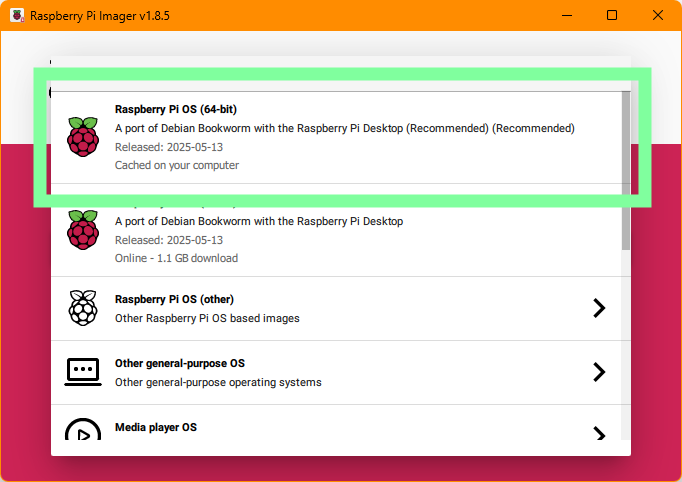 Raspberry Pi Imager v1.8.5
Raspberry Pi OS (64-bit)
A port of Debian Bookworm with the Raspberry Pi Desktop (Recommended) (Recommended)
Released: 2025-05-13
Cached on your computer
A port of Debian Bookworm with the Raspberry Pi Desktop
Released: 2025-05-13
Online - 1.1 GB download
Raspberry Pi OS (other)
Other Raspberry Pi OS based images
Other general-purpose OS
Other general-purpose operating systems
Media player OS